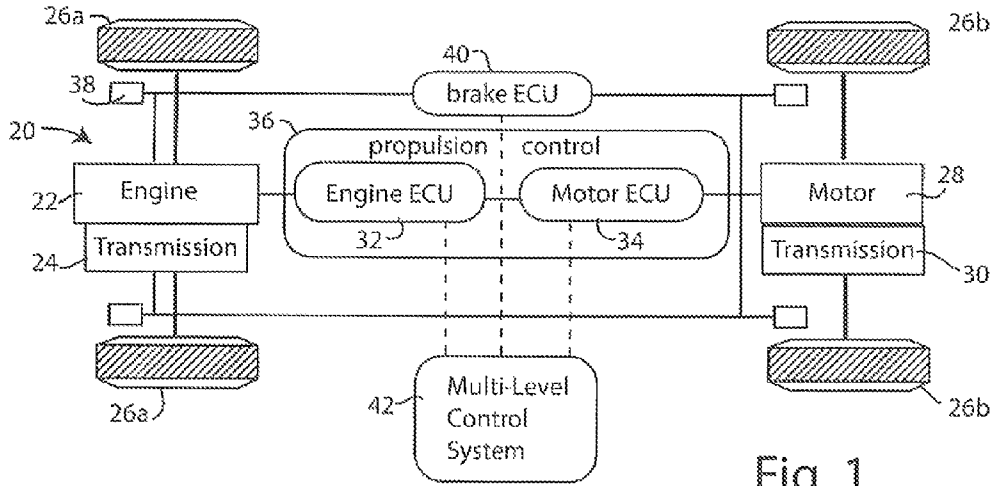 26a
26b
40
38
brake ECU
20
36
propulsion control
Engine
Engine ECU
Motor ECU
Motor
28
22
32
34
Transmission
Transmission
24
30
26a
42
Multi-Level
Control
System
26b
Fig. 1